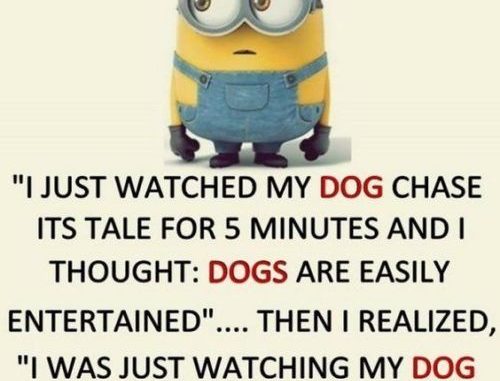 "I JUST WATCHED MY DOG CHASE
ITS TALE FOR 5 MINUTES AND I
THOUGHT: DOGS ARE EASILY
ENTERTAINED".... THEN I REALIZED,
"I WAS JUST WATCHING MY DOG